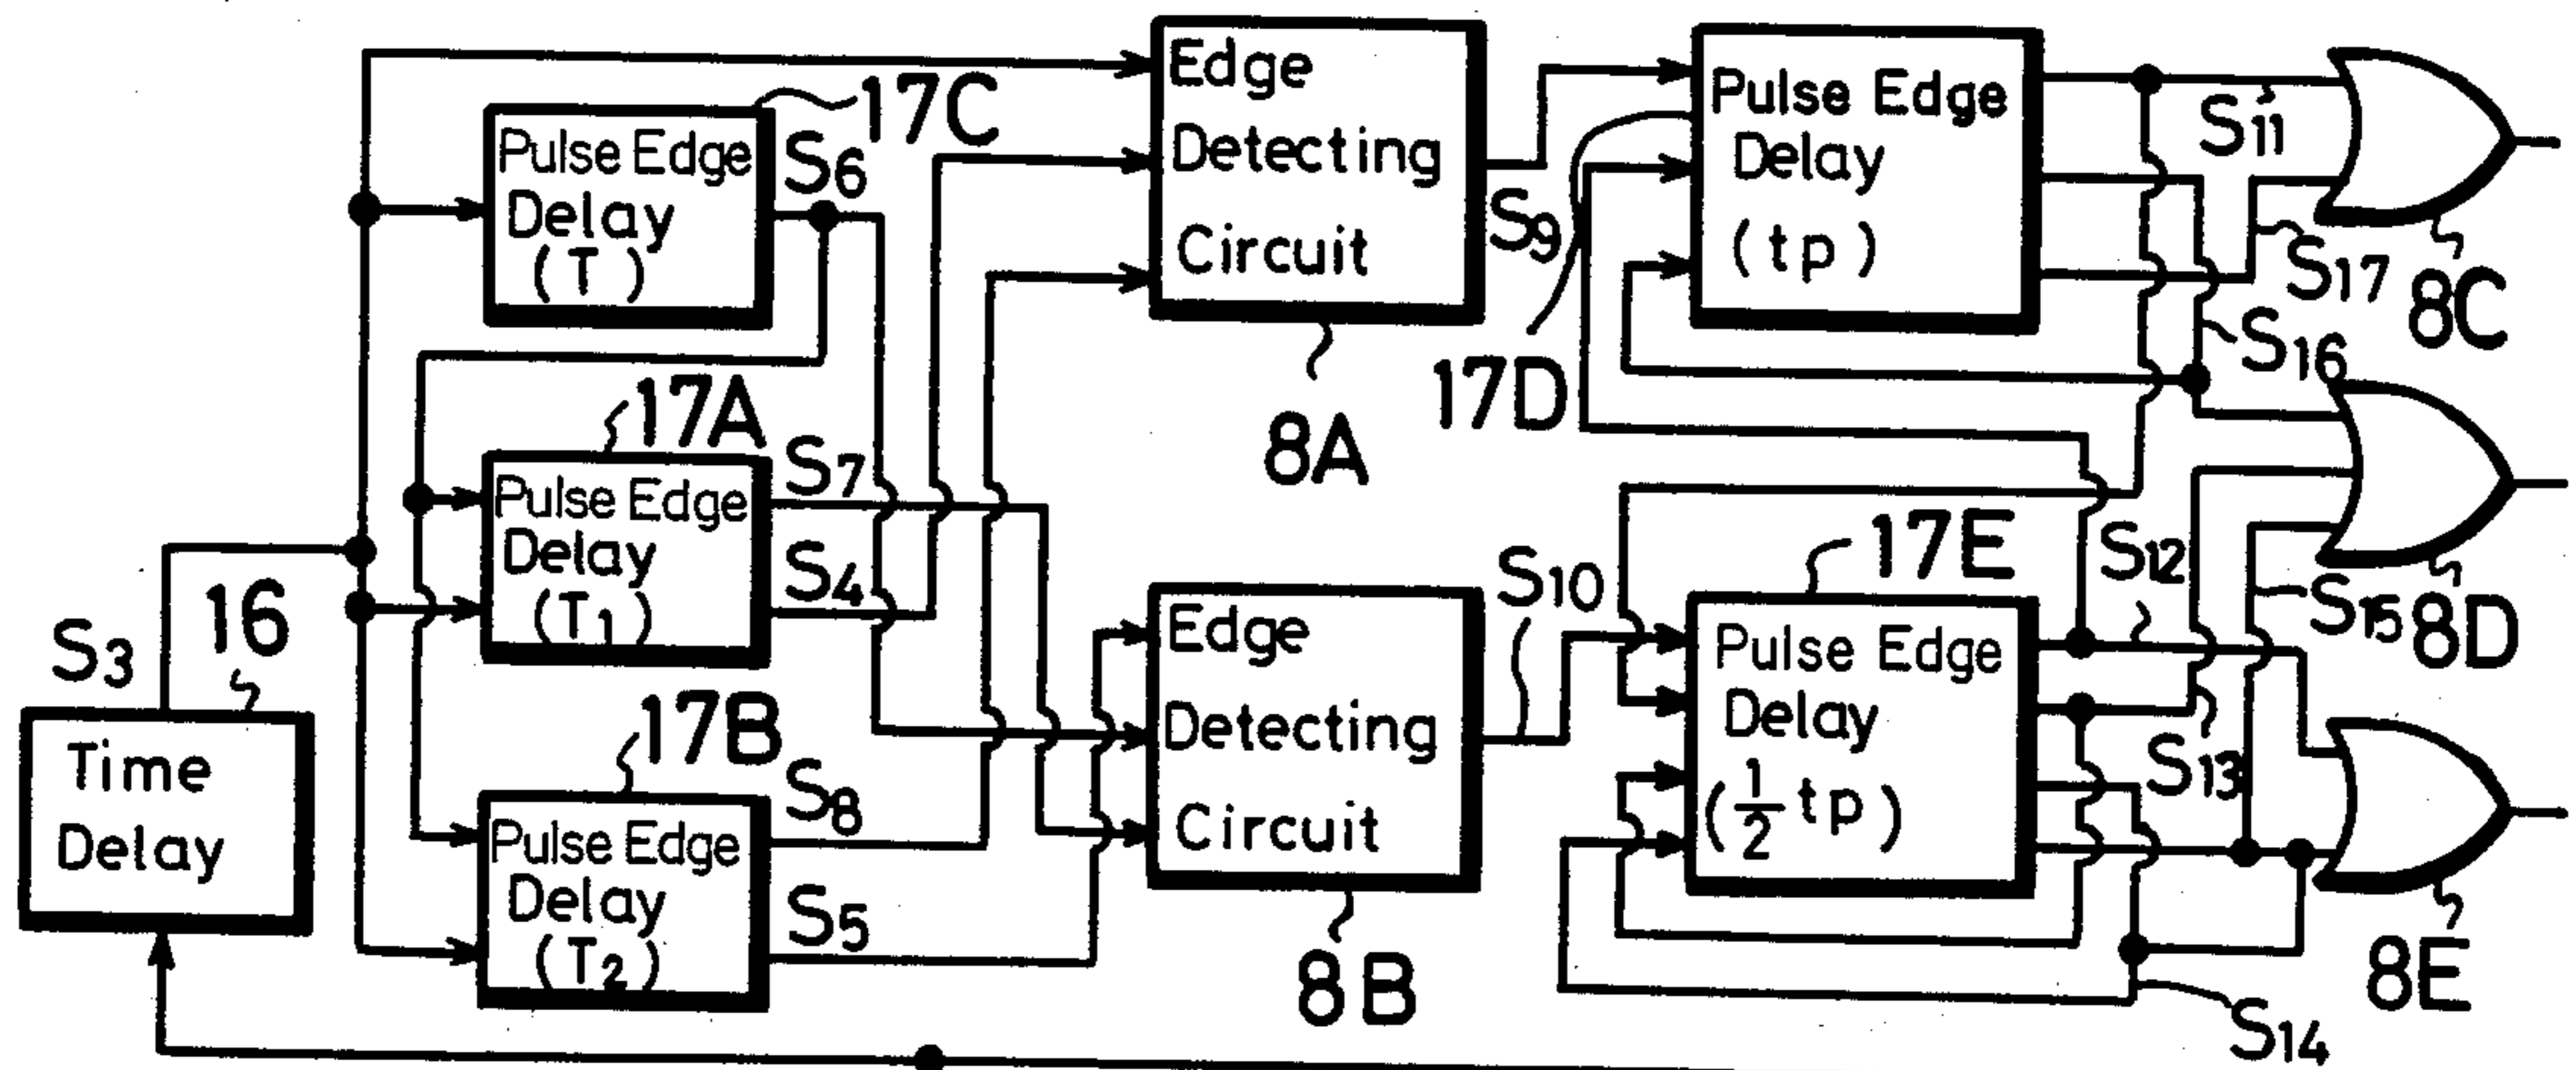 17C
Pulse Edge
Delay
(T)
S6
17A
Pulse Edge
Delay
(T1)
S7
S4
S3
16
Time
Delay
17B
Pulse Edge
Delay
(T2)
S8
S5
Edge
Detecting
Circuit
8A
S9
17D
Pulse Edge
Delay
(tp)
S11
S17
8C
S16
Edge
Detecting
Circuit
8B
S10
17E
Pulse Edge
Delay
(1/2 tp)
S12
S15
8D
S13
8E
S14